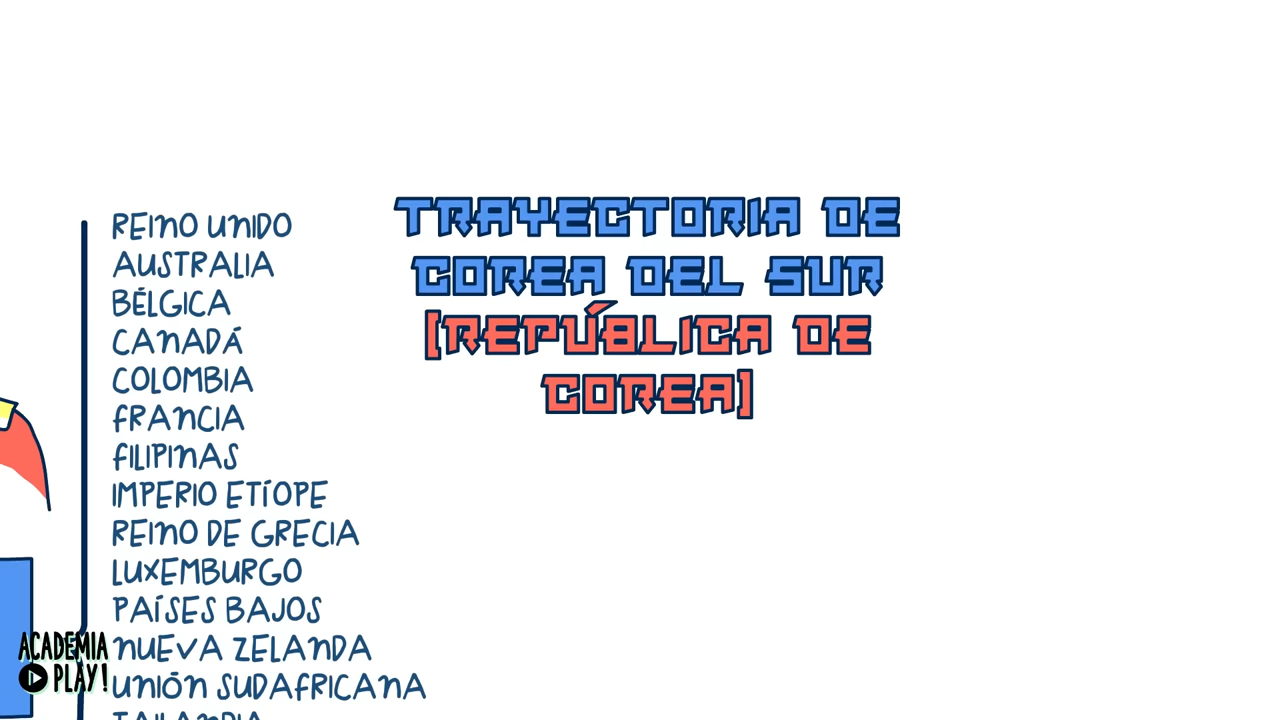 REINO UNIDO
AUSTRALIA
BÉLGICA
CANADÁ
COLOMBIA
FRANCIA
FILIPINAS
IMPERIO ETÍOPE
REINO DE GRECIA
LUXEMBURGO
PAÍSES BAJOS
NUEVA ZELANDA
UNIÓN SUDAFRICANA
TAILANDIA
TRAYECTORIA DE
COREA DEL SUR
[REPÚBLICA DE
COREA]
ACADEMIA
PLAY!